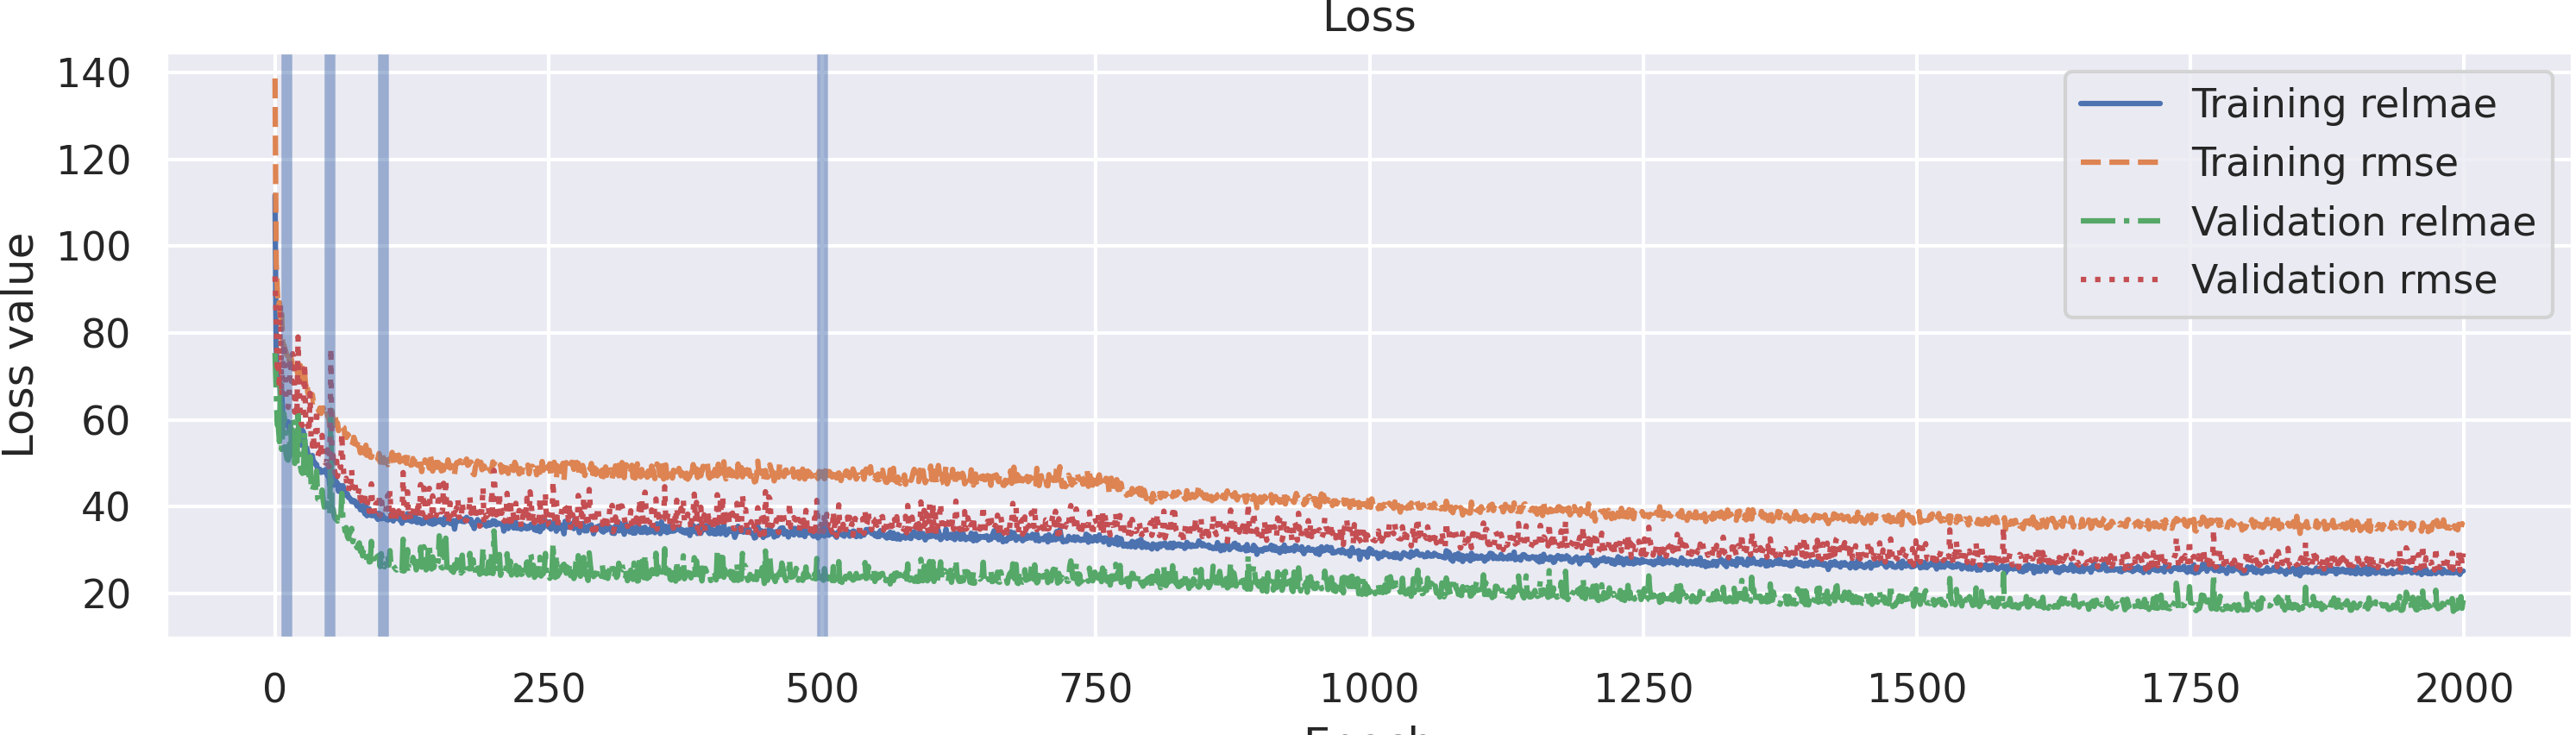 Loss
Loss value
140
120
100
80
60
40
20
0 250 500 750 1000 1250 1500 1750 2000
Training relmae
Training rmse
Validation relmae
Validation rmse
Epoch